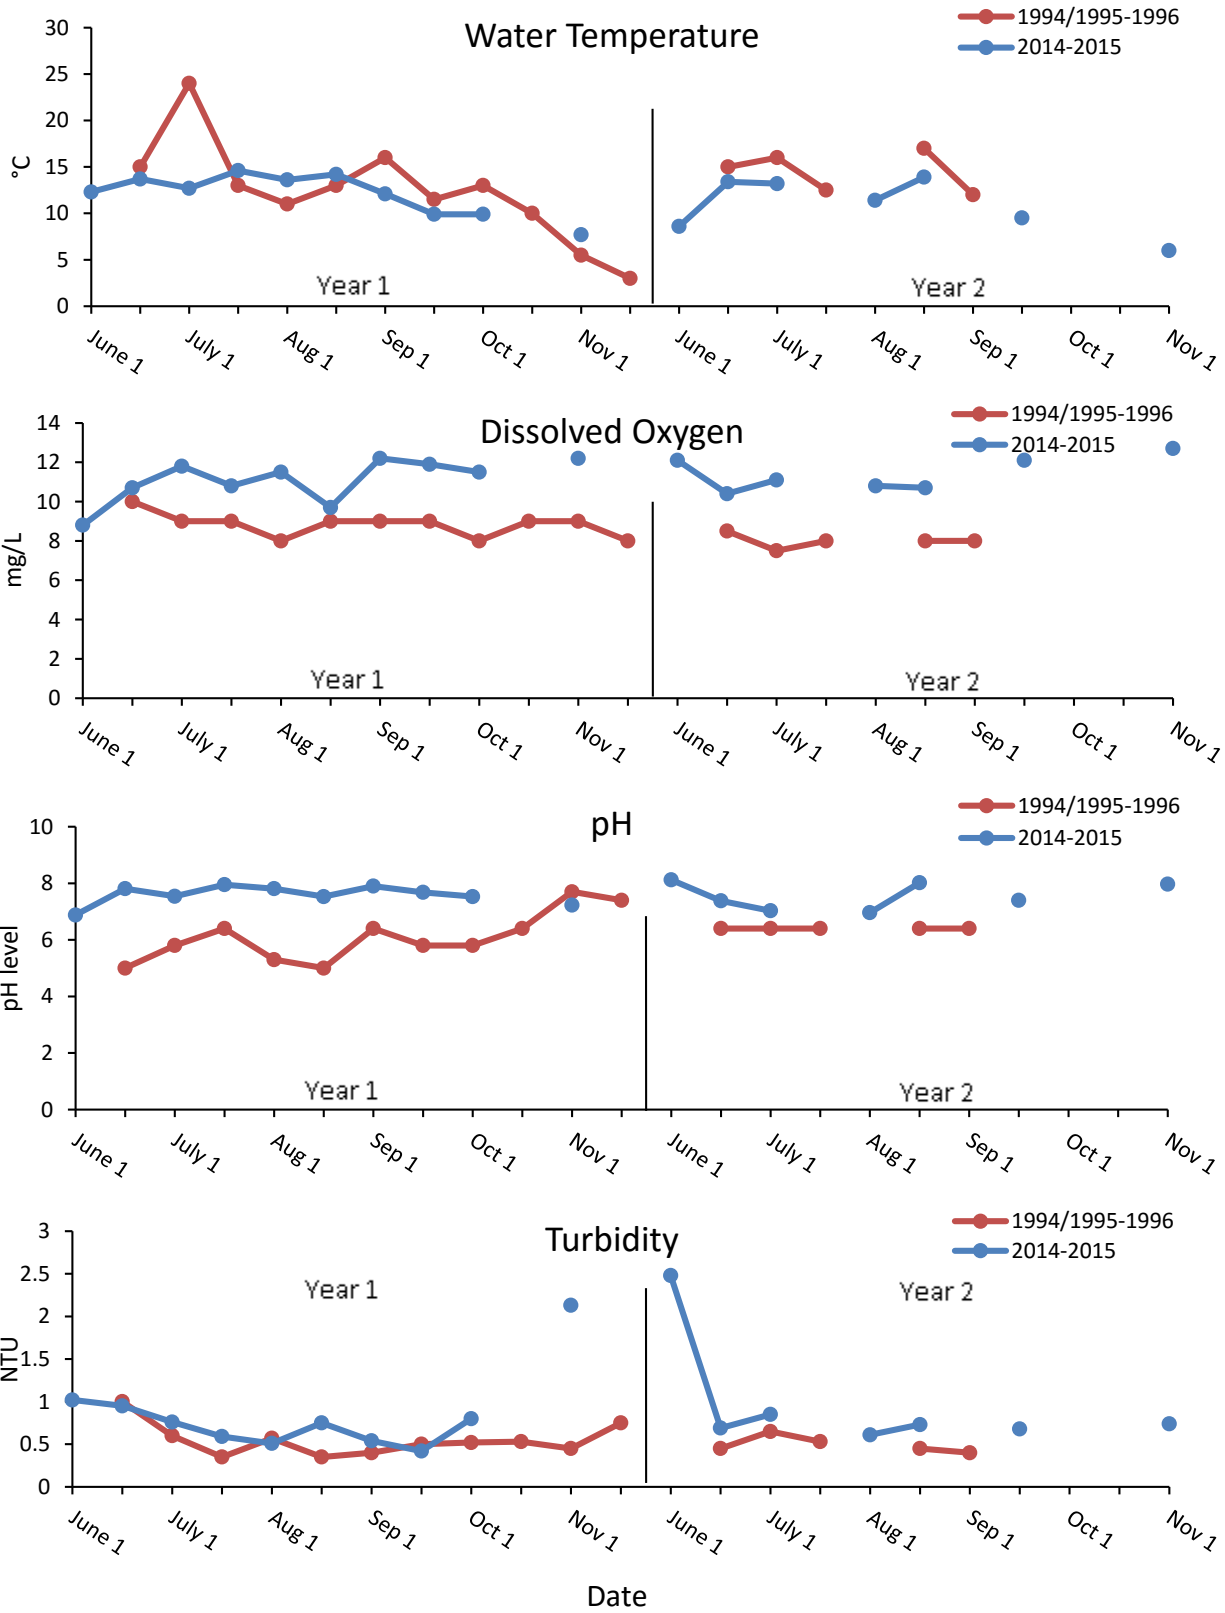 Water Temperature
1994/1995-1996
2014-2015
30
25
20
15
10
5
0
°C
Year 1
Year 2
June 1 July 1 Aug 1 Sep 1 Oct 1 Nov 1 June 1 July 1 Aug 1 Sep 1 Oct 1 Nov 1
Dissolved Oxygen
1994/1995-1996
2014-2015
14
12
10
8
6
4
2
0
mg/L
Year 1
Year 2
June 1 July 1 Aug 1 Sep 1 Oct 1 Nov 1 June 1 July 1 Aug 1 Sep 1 Oct 1 Nov 1
pH
1994/1995-1996
2014-2015
10
8
6
4
2
0
pH level
Year 1
Year 2
June 1 July 1 Aug 1 Sep 1 Oct 1 Nov 1 June 1 July 1 Aug 1 Sep 1 Oct 1 Nov 1
Turbidity
1994/1995-1996
2014-2015
3
2.5
2
1.5
1
0.5
0
NTU
Year 1
Year 2
June 1 July 1 Aug 1 Sep 1 Oct 1 Nov 1 June 1 July 1 Aug 1 Sep 1 Oct 1 Nov 1
Date